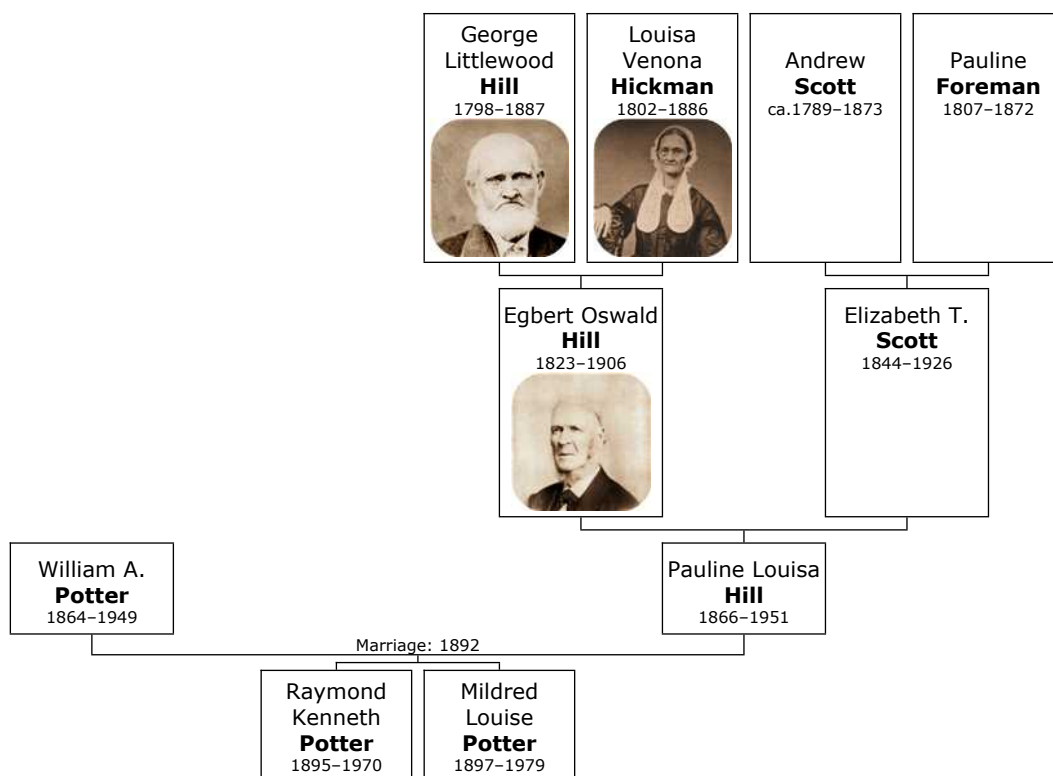 George
Littlewood
Hill
1798–1887
Louisa
Venona
Hickman
1802–1886
Andrew
Scott
ca.1789–1873
Pauline
Foreman
1807–1872
Egbert Oswald
Hill
1823–1906
Elizabeth T.
Scott
1844–1926
William A.
Potter
1864–1949
Pauline Louisa
Hill
1866–1951
Marriage: 1892
Raymond
Kenneth
Potter
1895–1970
Mildred
Louise
Potter
1897–1979